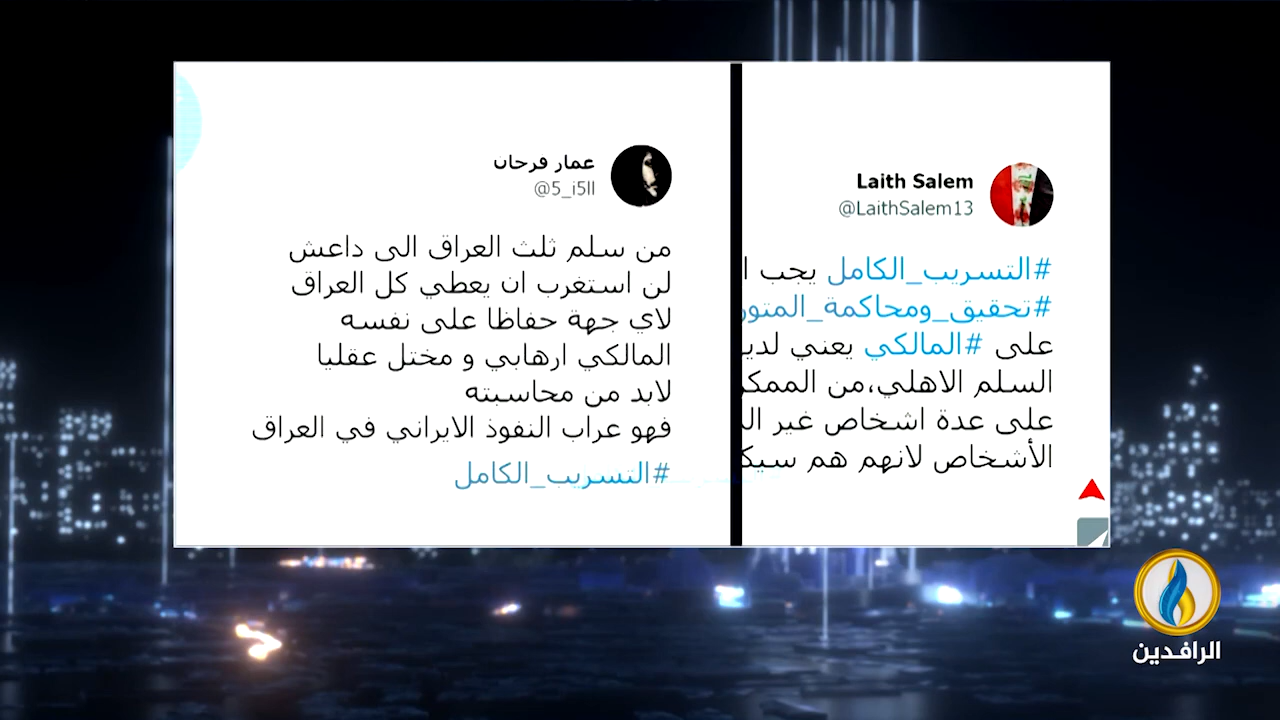 عمار فرحان
@5_i5ll
من سلم ثلث العراق الى داعش
لن استغرب ان يعطي كل العراق
لاي جهة حفاظا على نفسه
المالكي ارهابي و مختل عقليا
لابد من محاسبته
فهو عراب النفوذ الايراني في العراق
#التسريب_الكامل
Laith Salem
@LaithSalem13
#التسريب_الكامل يجب ا
#تحقيق_ومحاكمة_المتور
على #المالكي يعني لدي
السلم الاهلي،من الممك
على عدة اشخاص غير ال
الأشخاص لانهم هم سيك
الرافدين